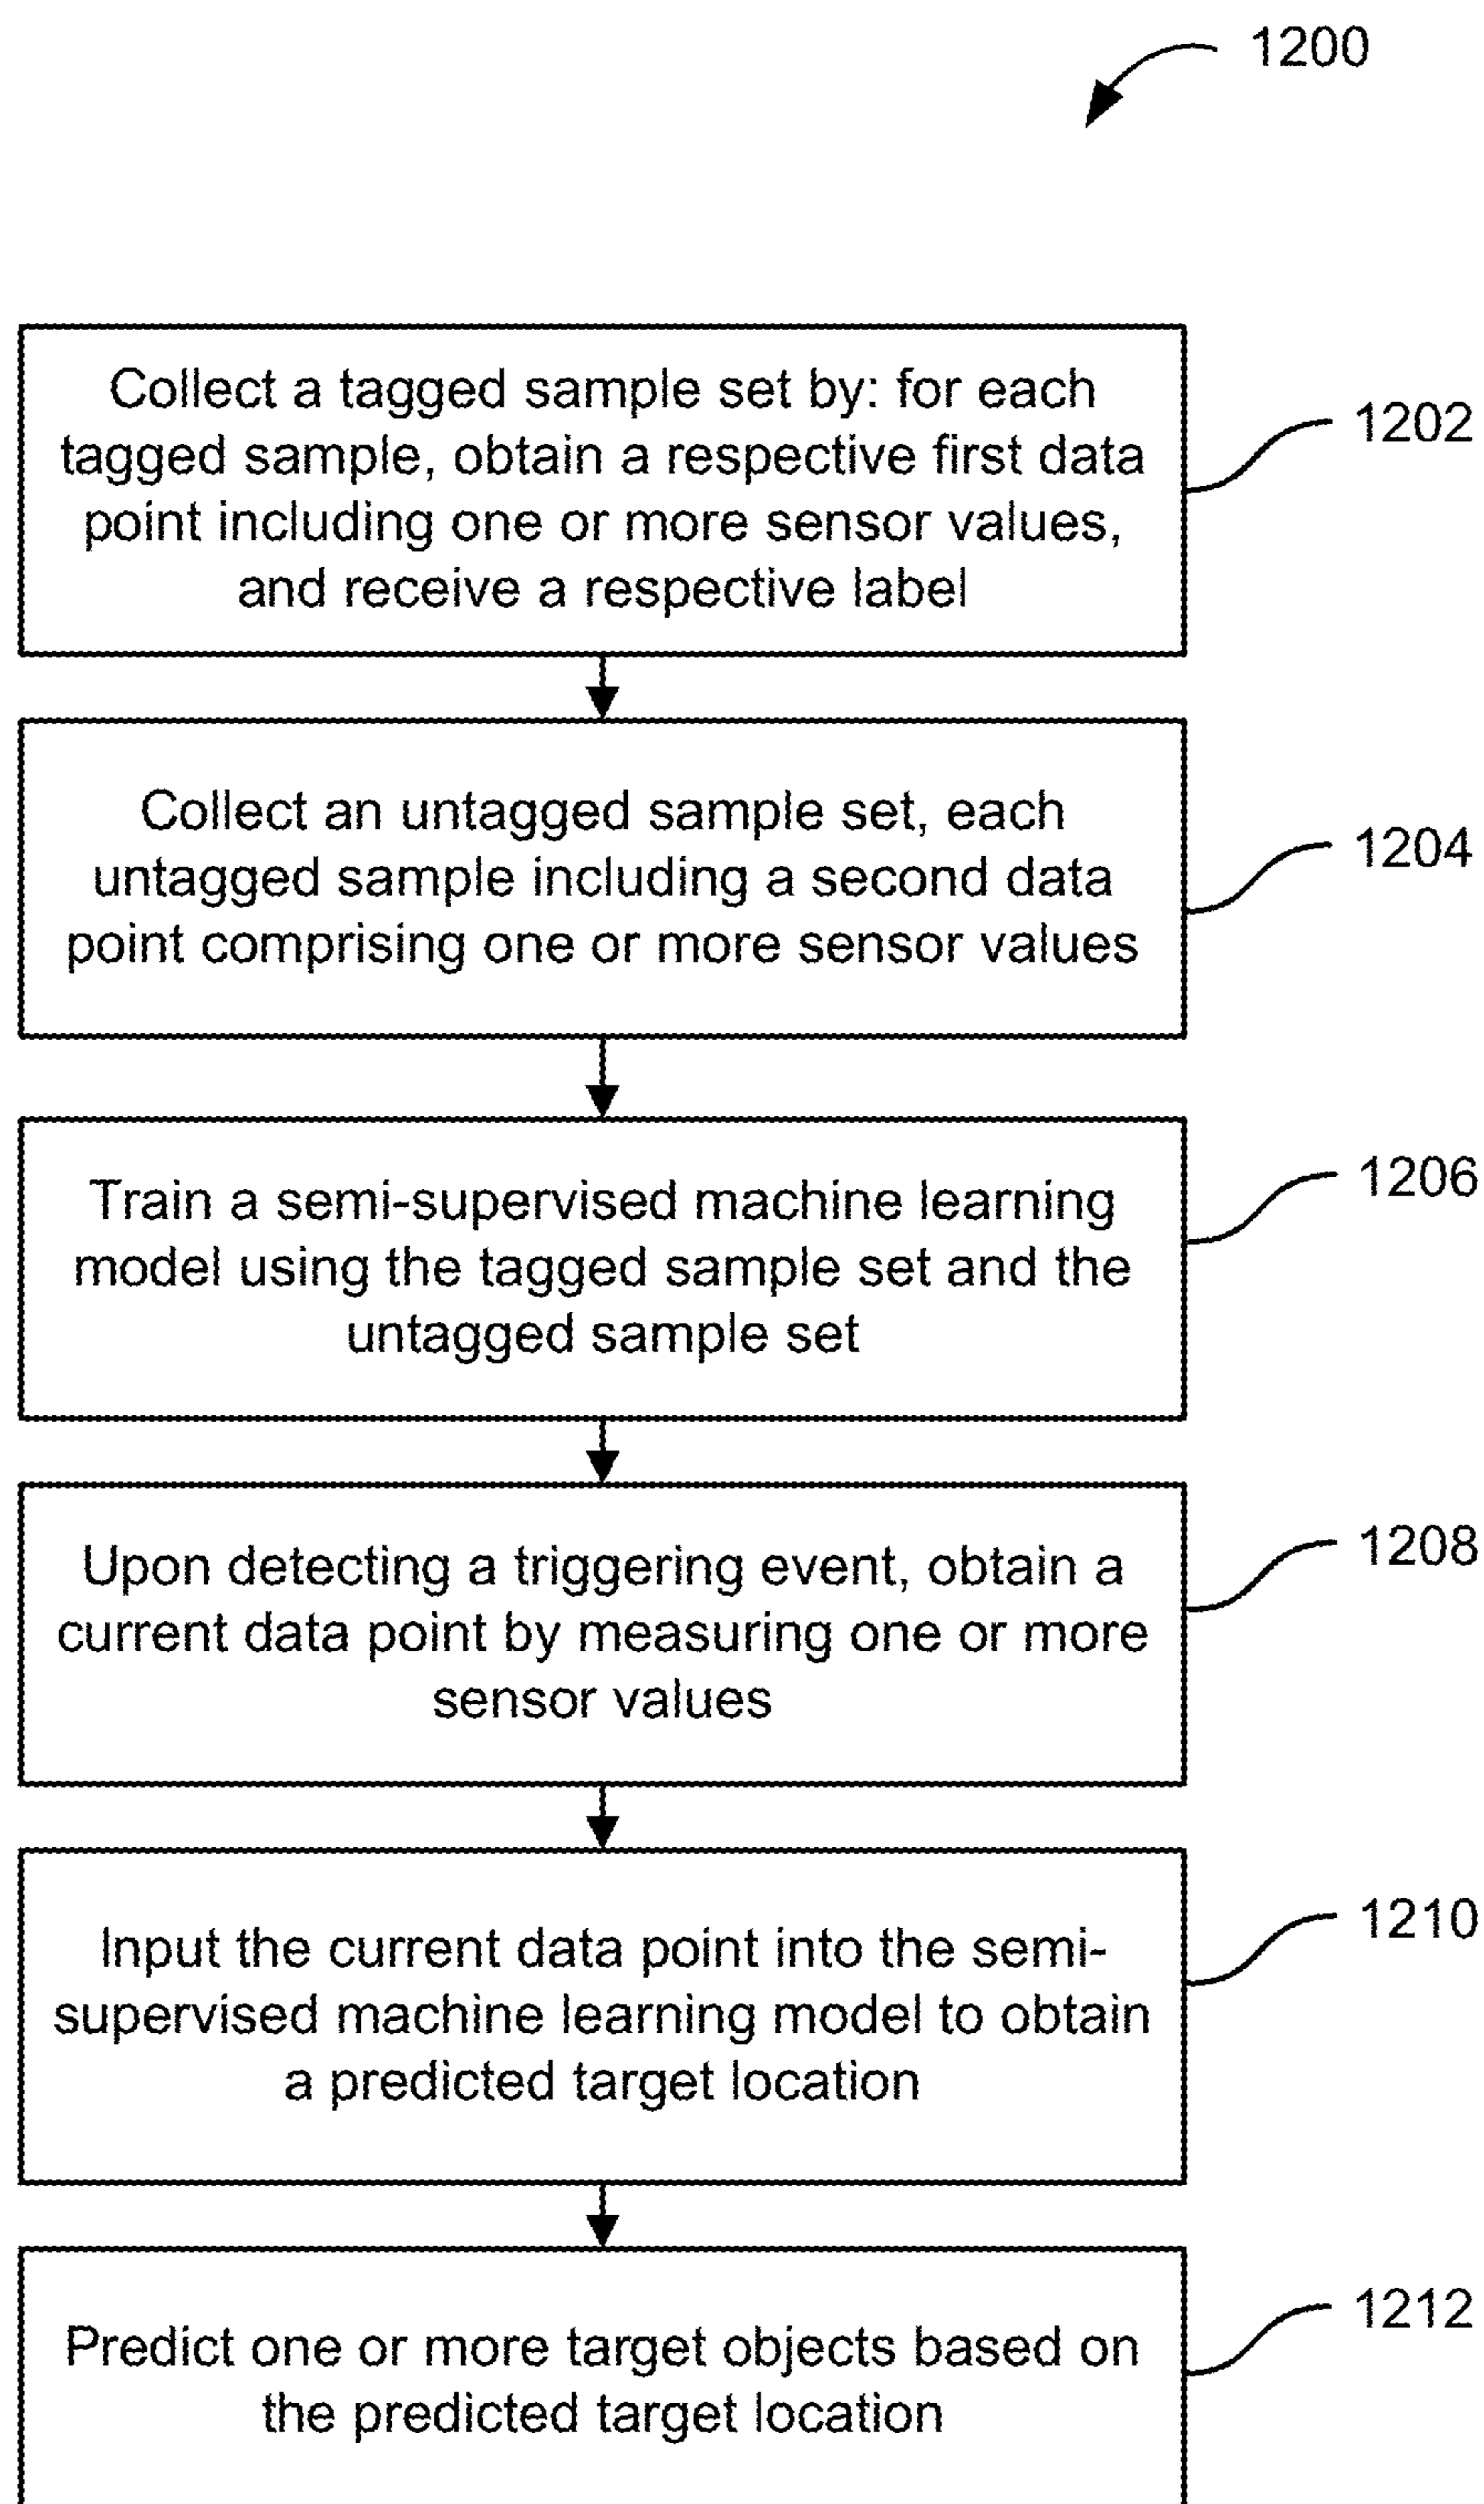 1200
Collect a tagged sample set by: for each
tagged sample, obtain a respective first data
point including one or more sensor values,
and receive a respective label
1202
Collect an untagged sample set, each
untagged sample including a second data
point comprising one or more sensor values
1204
Train a semi-supervised machine learning
model using the tagged sample set and the
untagged sample set
1206
Upon detecting a triggering event, obtain a
current data point by measuring one or more
sensor values
1208
Input the current data point into the semi-
supervised machine learning model to obtain
a predicted target location
1210
Predict one or more target objects based on
the predicted target location
1212